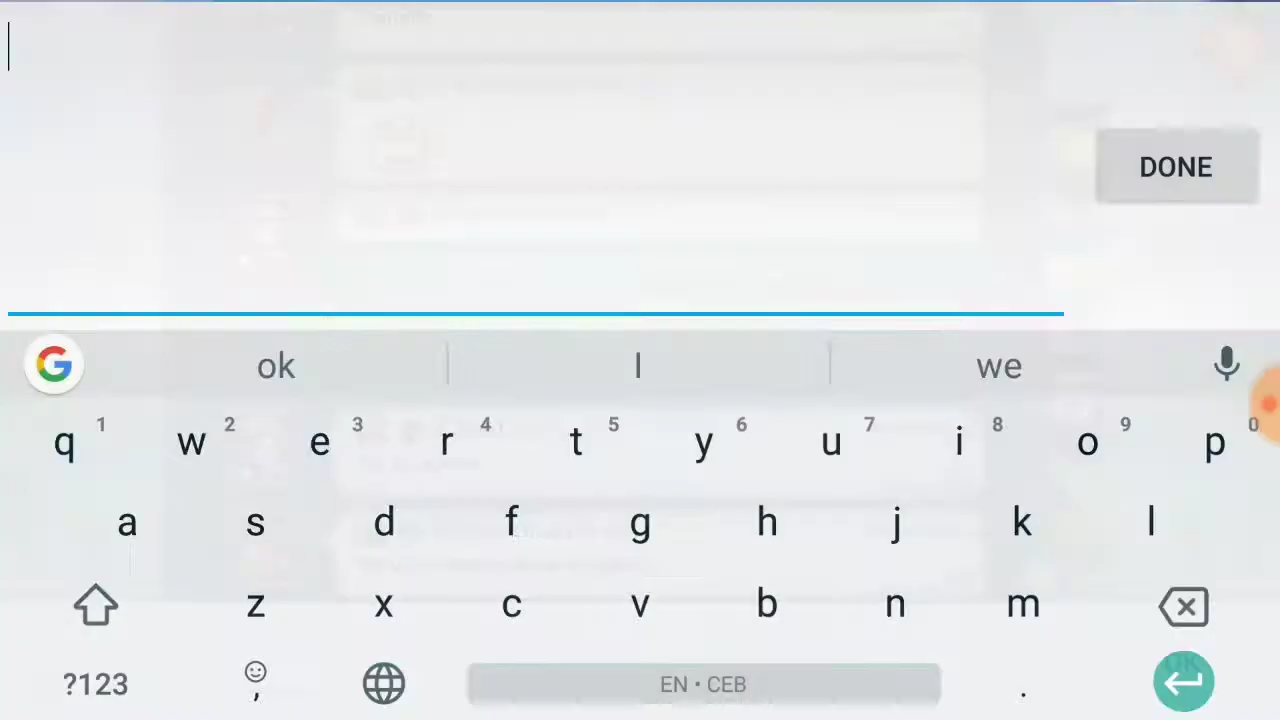 DONE
ok I we
q 1 w 2 e 3 r 4 t 5 y 6 u 7 i 8 o 9 p 0
a s d f g h j k l
z x c v b n m
?123 , EN • CEB .